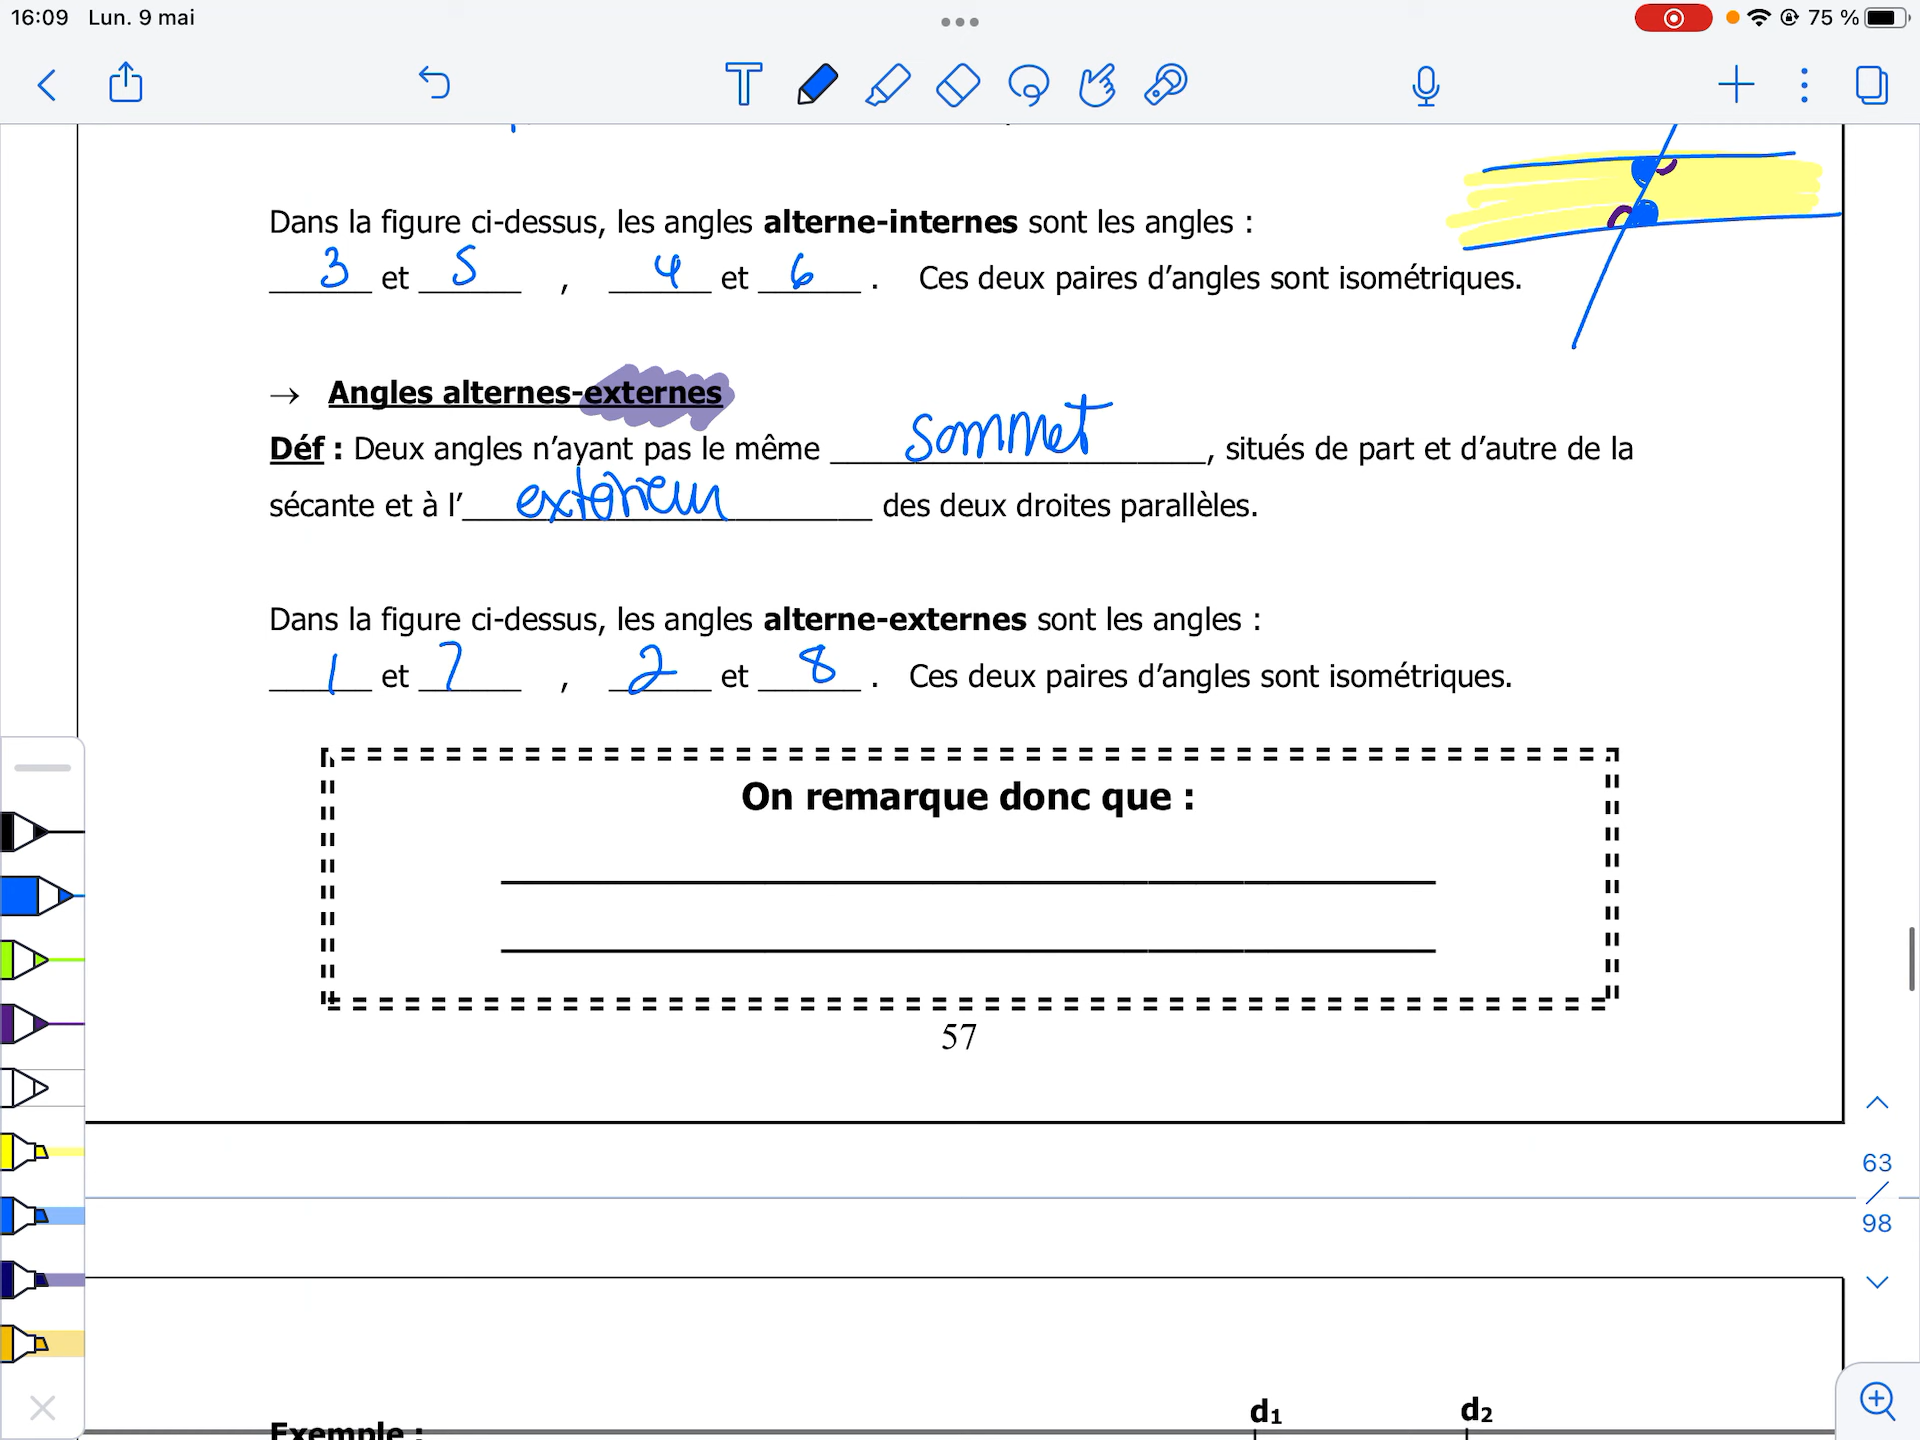 16:09 Lun. 9 mai
75 %
Dans la figure ci-dessus, les angles alterne-internes sont les angles :
3 et 5 , 4 et 6 . Ces deux paires d’angles sont isométriques.
→ Angles alternes-externes
Déf : Deux angles n’ayant pas le même sommet, situés de part et d’autre de la
sécante et à l’extérieur des deux droites parallèles.
Dans la figure ci-dessus, les angles alterne-externes sont les angles :
1 et 7 , 2 et 8 . Ces deux paires d’angles sont isométriques.
On remarque donc que :
57
63
/
98
d1 d2
Exemple :